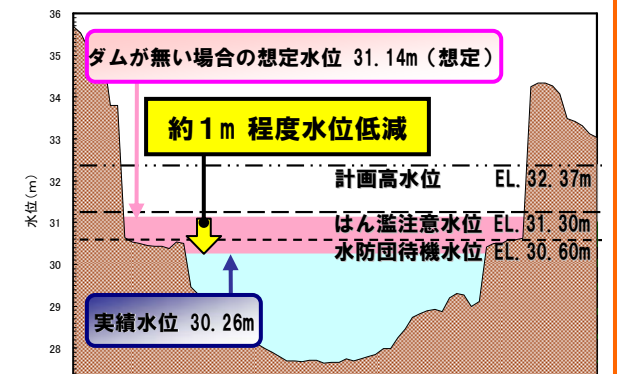 36
35
34
33
32
31
30
29
28
水位(m)
ダムが無い場合の想定水位 31.14m(想定)
約1m 程度水位低減
計画高水位 EL.32.37m
はん濫注意水位 EL.31.30m
水防団待機水位 EL.30.60m
実績水位 30.26m